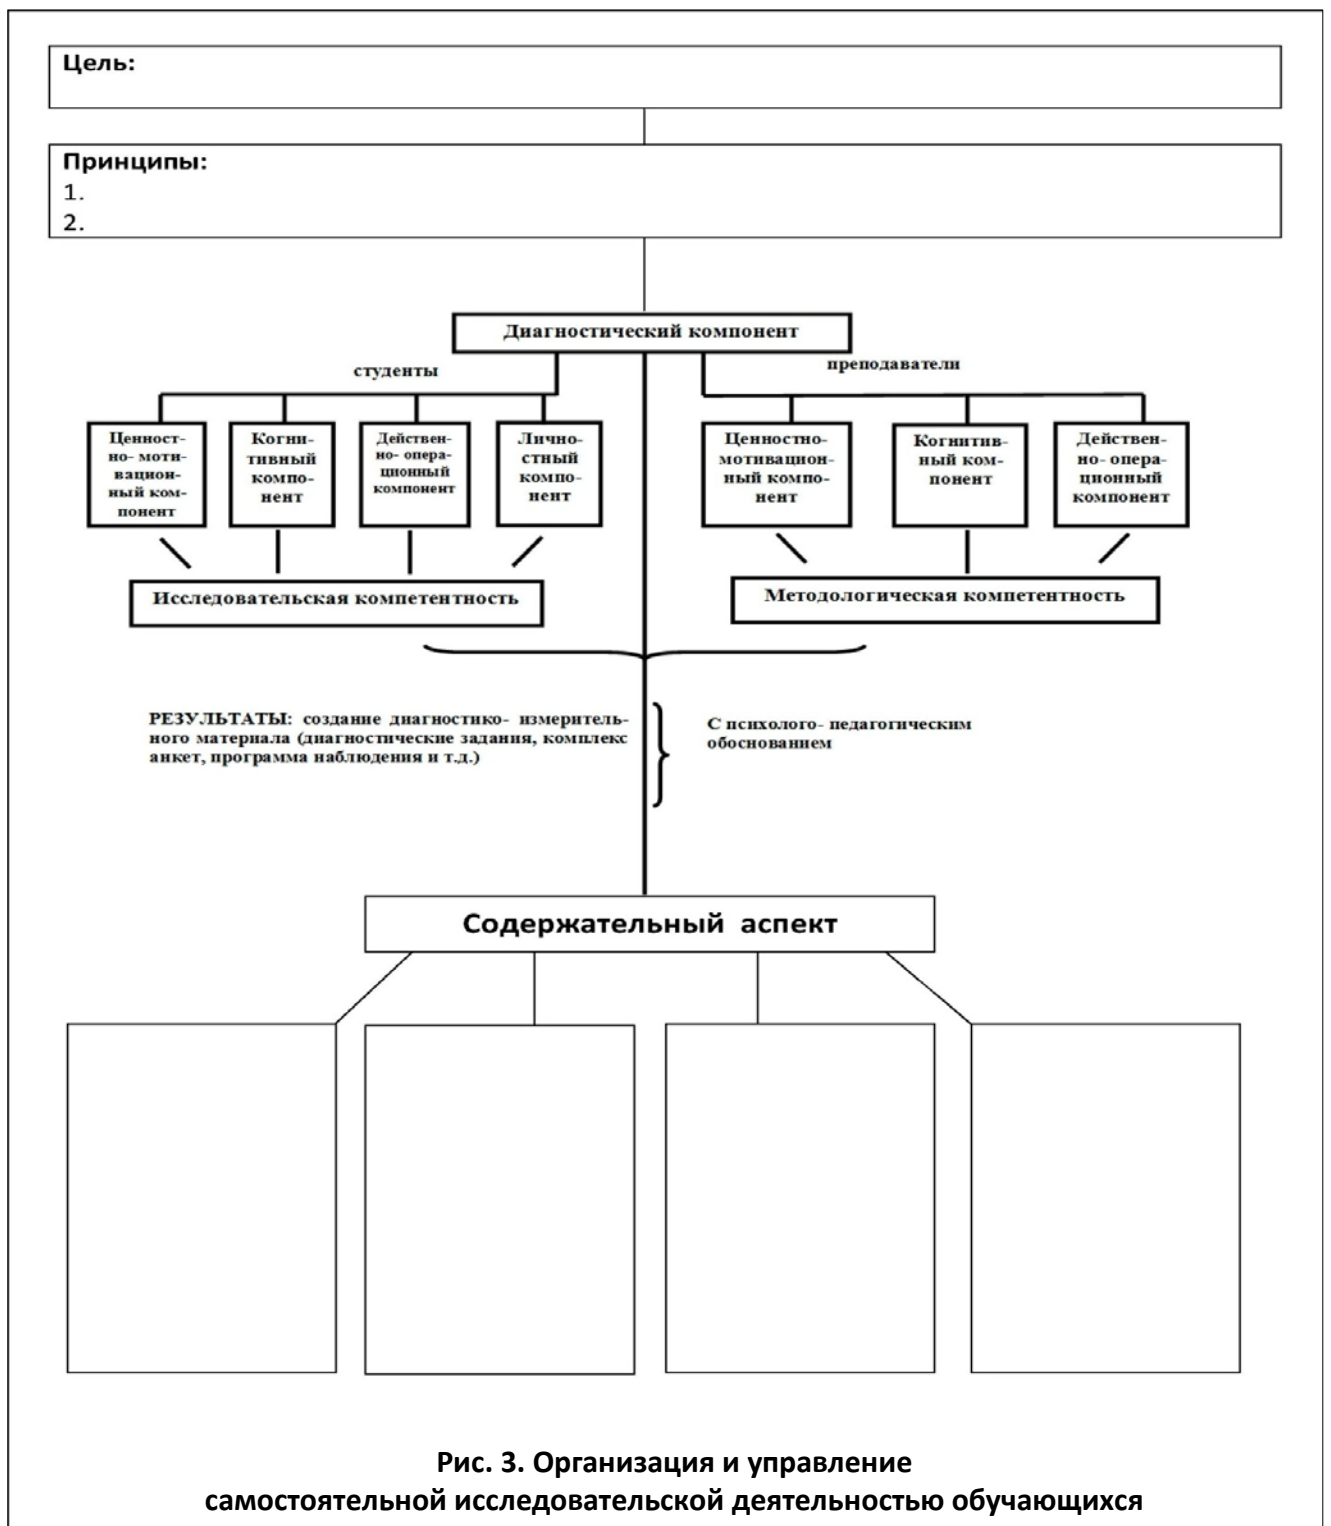 Цель:
Принципы:
1.
2.
Диагностический компонент
студенты
преподаватели
Ценност-
но- моти-
вацион-
ный ком-
понент
Когни-
тивный
компо-
нент
Действен-
но- опера-
ционный
компонент
Лично-
стный
компо-
нент
Ценностно-
мотивацион-
ный компо-
нент
Когнитив-
ный ком-
понент
Действен-
но- опера-
ционный
компонент
Исследовательская компетентность
Методологическая компетентность
РЕЗУЛЬТАТЫ: создание диагностико- измеритель-
ного материала (диагностические задания, комплекс
анкет, программа наблюдения и т.д.)
С психолого- педагогическим
обоснованием
Содержательный аспект
Рис. 3. Организация и управление
самостоятельной исследовательской деятельностью обучающихся